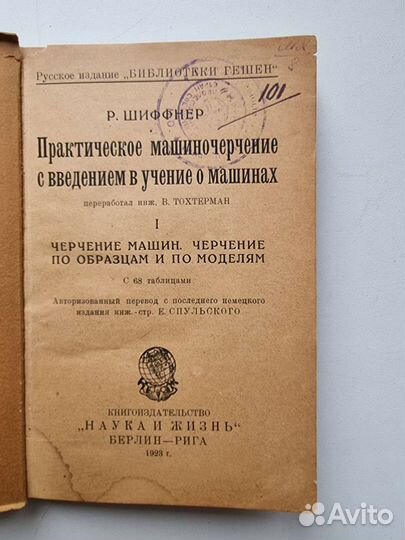 Русское издание „БИБЛИОТЕКИ ГЕШЕН"
101
Р. ШИФФНЕР
Практическое машиночерчение
с введением в учение о машинах
переработал инж. В. ТОХТЕРМАН
I
ЧЕРЧЕНИЕ МАШИН. ЧЕРЧЕНИЕ
ПО ОБРАЗЦАМ И ПО МОДЕЛЯМ
С 68 таблицами
Авторизованный перевод с последнего немецкого
издания инж.-стр. Е. СПУЛЬСКОГО
КНИГОИЗДАТЕЛЬСТВО
„НАУКА И ЖИЗНЬ"
БЕРЛИН—РИГА
1923 г.
Avito